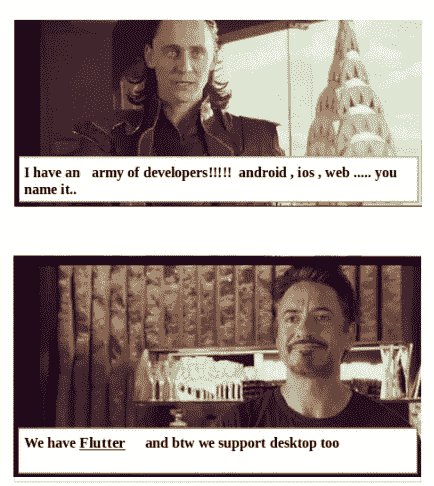 I have an army of developers!!!!! android , ios , web ..... you
name it..
We have Flutter and btw we support desktop too